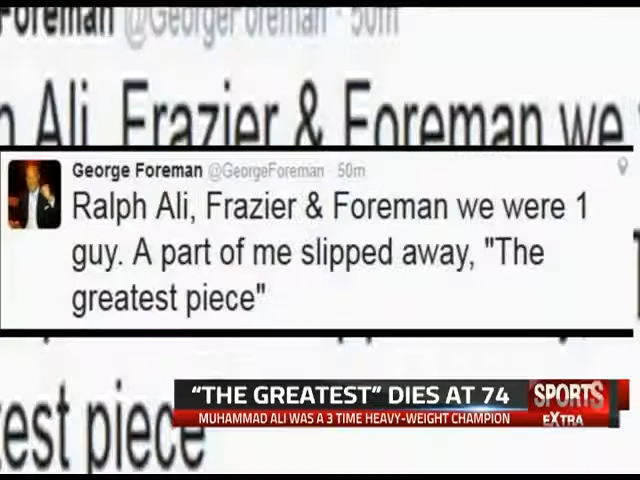 Foreman @GeorgeForeman · 50m
Ali, Frazier & Foreman we
George Foreman @GeorgeForeman · 50m
Ralph Ali, Frazier & Foreman we were 1
guy. A part of me slipped away, "The
greatest piece"
est piece
“THE GREATEST” DIES AT 74
MUHAMMAD ALI WAS A 3 TIME HEAVY-WEIGHT CHAMPION
SPORTS
EXTRA